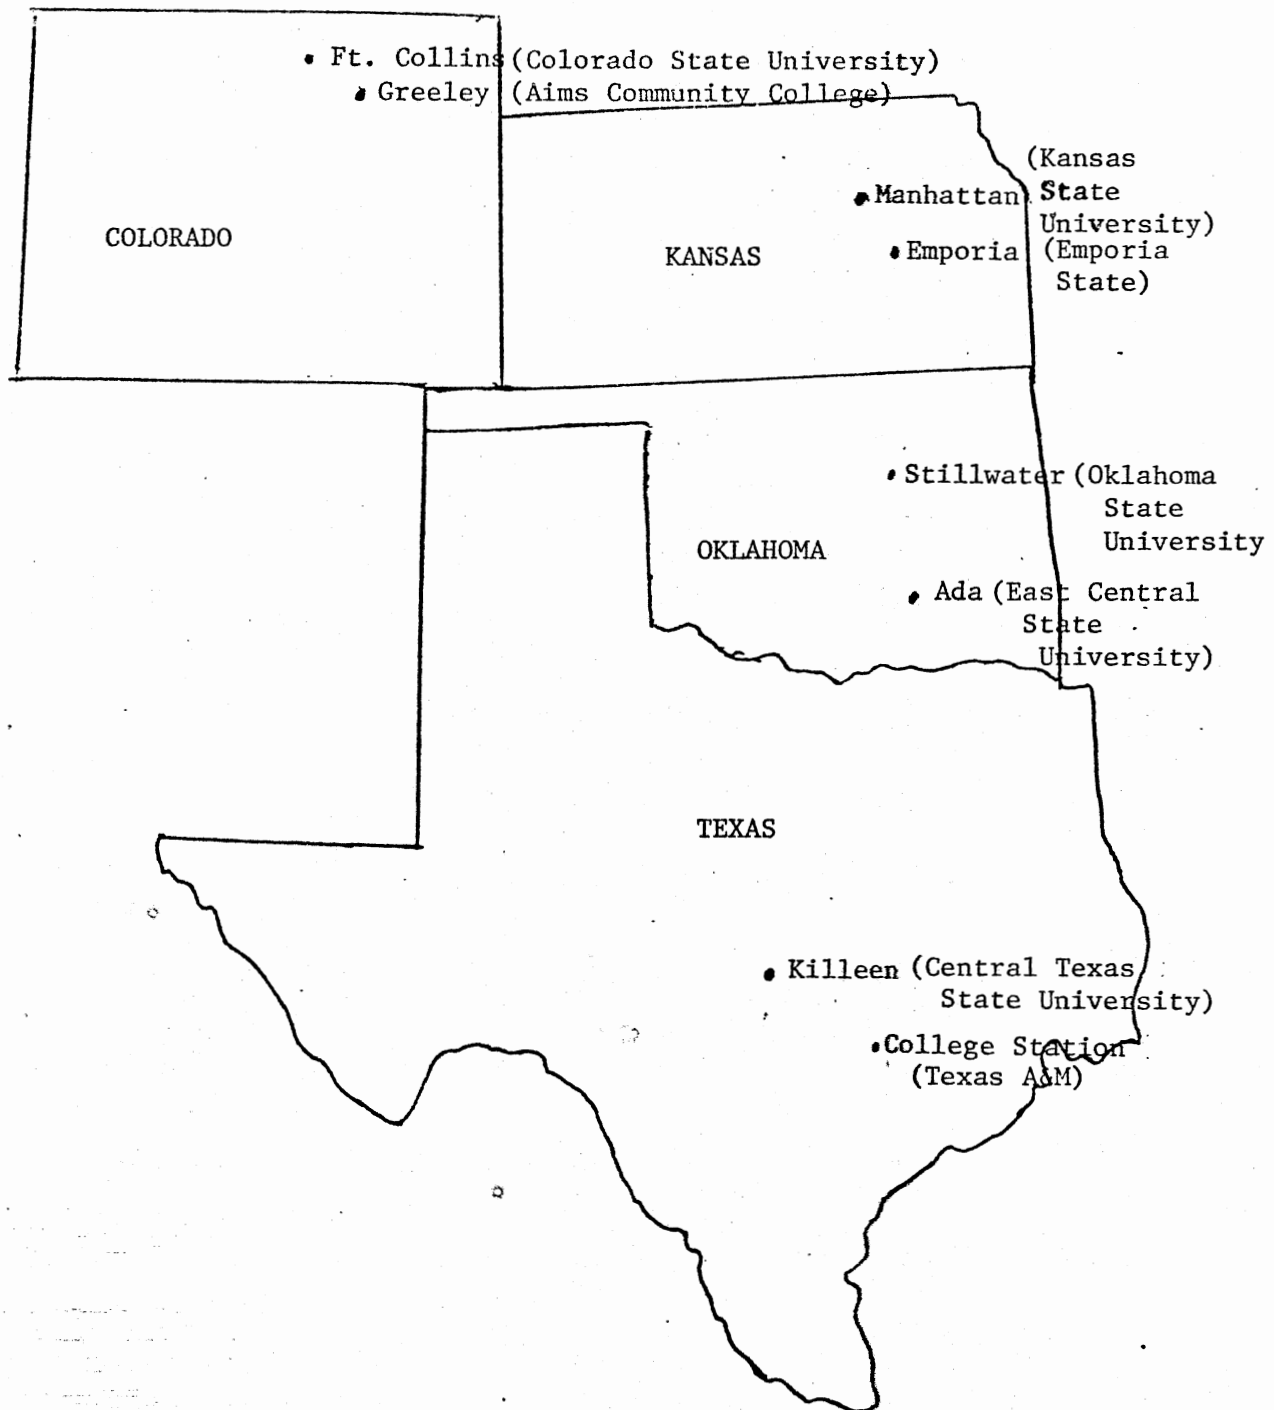 Ft. Collins (Colorado State University)
Greeley (Aims Community College)
(Kansas
Manhattan State
University)
COLORADO
KANSAS
Emporia (Emporia
State)
Stillwater (Oklahoma
State
University
OKLAHOMA
Ada (East Central
State
University)
TEXAS
Killeen (Central Texas
State University)
College Station
(Texas A&M)